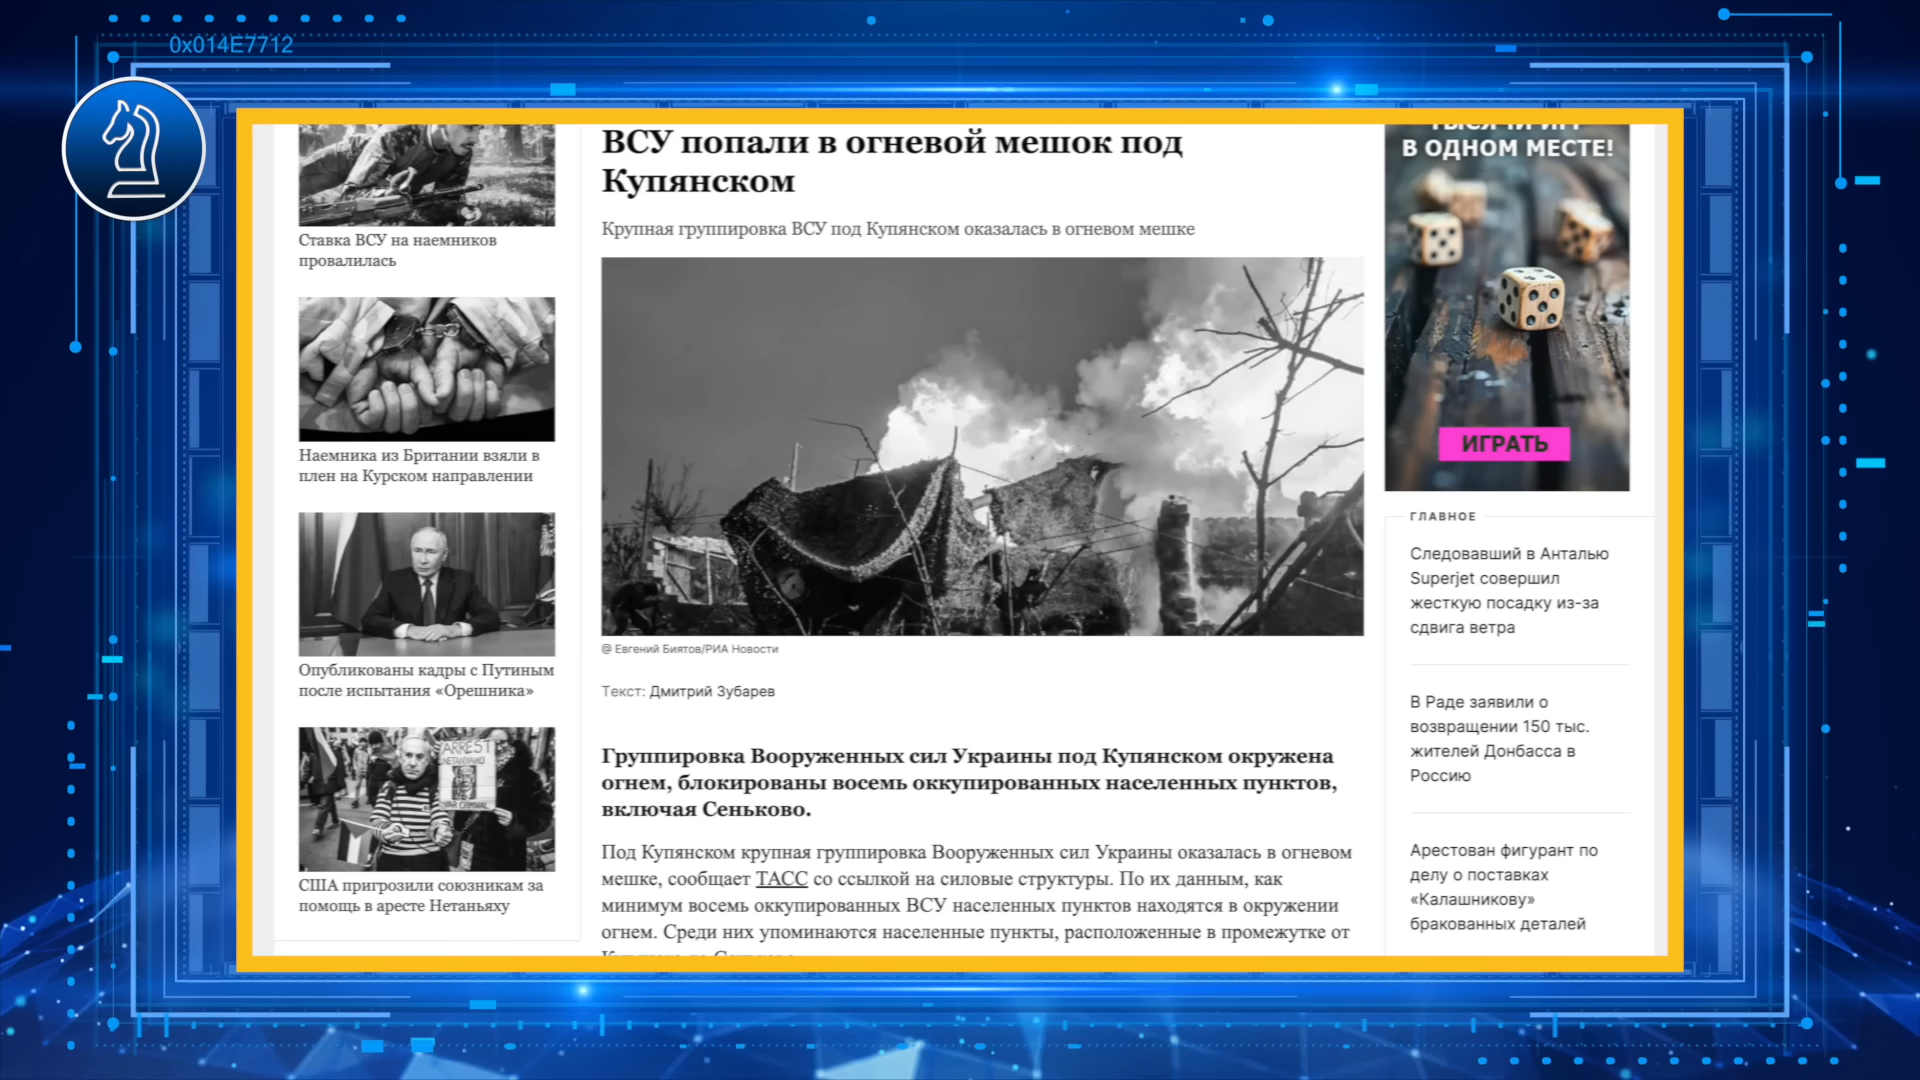 0x014E7712
Ставка ВСУ на наемников
провалилась
Наемника из Британии взяли в
плен на Курском направлении
Опубликованы кадры с Путиным
после испытания «Орешника»
ARREST
NETANYAHO
WAR CRIMINAL
США пригрозили союзникам за
помощь в аресте Нетаньяху
ВСУ попали в огневой мешок под
Купянском
Крупная группировка ВСУ под Купянском оказалась в огневом мешке
@ Евгений Биятов/РИА Новости
Текст: Дмитрий Зубарев
Группировка Вооруженных сил Украины под Купянском окружена
огнем, блокированы восемь оккупированных населенных пунктов,
включая Сеньково.
Под Купянском крупная группировка Вооруженных сил Украины оказалась в огневом
мешке, сообщает ТАСС со ссылкой на силовые структуры. По их данным, как
минимум восемь оккупированных ВСУ населенных пунктов находятся в окружении
огнем. Среди них упоминаются населенные пункты, расположенные в промежутке от
В ОДНОМ МЕСТЕ!
ИГРАТЬ
ГЛАВНОЕ
Следовавший в Анталью
Superjet совершил
жесткую посадку из-за
сдвига ветра
В Раде заявили о
возвращении 150 тыс.
жителей Донбасса в
Россию
Арестован фигурант по
делу о поставках
«Калашникову»
бракованных деталей